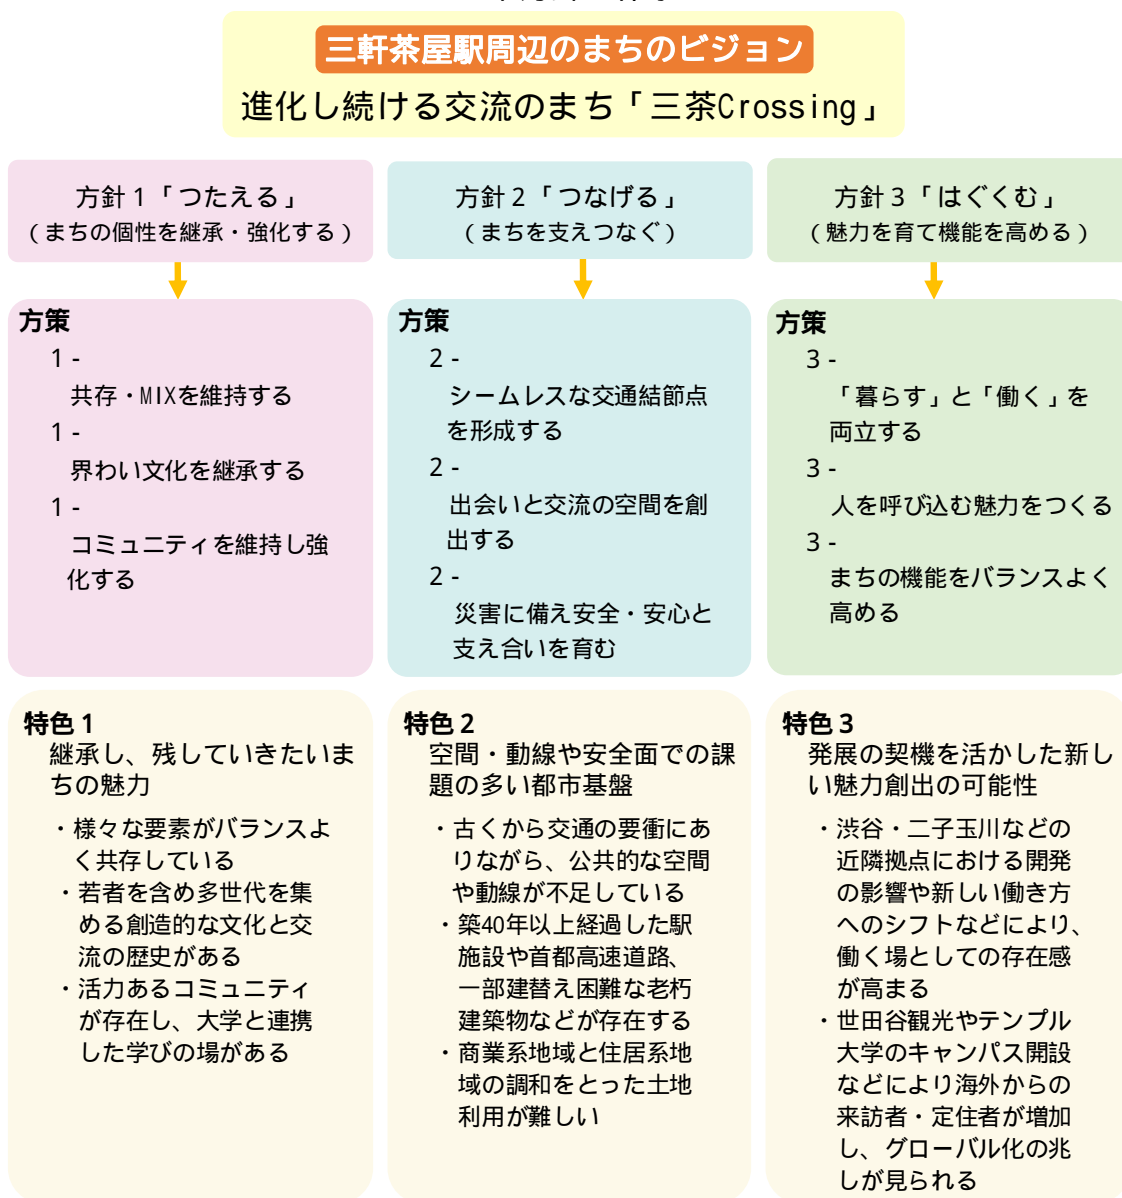 三軒茶屋駅周辺のまちのビジョン
進化し続ける交流のまち「三茶Crossing」
方針1「つたえる」
(まちの個性を継承・強化する)
方策
1-
共存・MIXを維持する
1-
界わい文化を継承する
1-
コミュニティを維持し強
化する
特色1
継承し、残していきたいま
ちの魅力
・様々な要素がバランスよ
く共存している
・若者を含め多世代を集
める創造的な文化と交
流の歴史がある
・活力あるコミュニティ
が存在し、大学と連携
した学びの場がある
方針2「つなげる」
(まちを支えつなぐ)
方策
2-
シームレスな交通結節点
を形成する
2-
出会いと交流の空間を創
出する
2-
災害に備え安全・安心と
支え合いを育む
特色2
空間・動線や安全面での課
題の多い都市基盤
・古くから交通の要衝にあ
りながら、公共的な空間
や動線が不足している
・築40年以上経過した駅
施設や首都高速道路、
一部建替え困難な老朽
建築物などが存在する
・商業系地域と住居系地
域の調和をとった土地
利用が難しい
方針3「はぐくむ」
(魅力を育て機能を高める)
方策
3-
「暮らす」と「働く」を
両立する
3-
人を呼び込む魅力をつくる
3-
まちの機能をバランスよく
高める
特色3
発展の契機を活かした新し
い魅力創出の可能性
・渋谷・二子玉川などの
近隣拠点における開発
の影響や新しい働き方
へのシフトなどにより、
働く場としての存在感
が高まる
・世田谷観光やテンプル
大学のキャンパス開設
などにより海外からの
来訪者・定住者が増加
し、グローバル化の兆
しが見られる